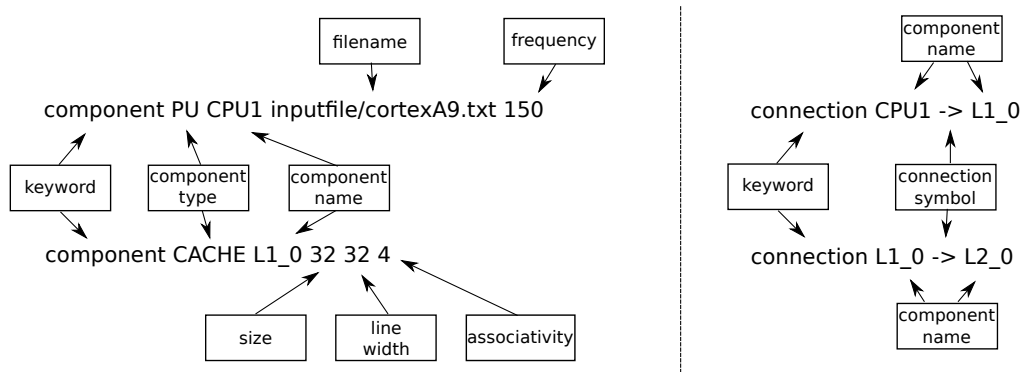 filename
frequency
component PU CPU1 inputfile/cortexA9.txt 150
keyword
component
type
component
name
component CACHE L1_0 32 32 4
size
line
width
associativity
component
name
connection CPU1 -> L1_0
keyword
connection
symbol
connection L1_0 -> L2_0
component
name